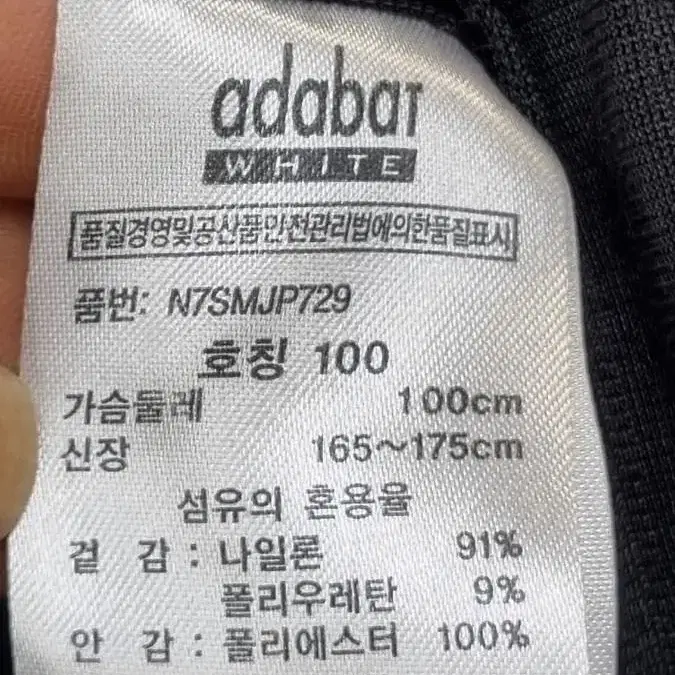 adabat
WHITE
품질경영및공산품안전관리법에의한품질표시
품번: N7SMJP729
호칭 100
가슴둘레 100cm
신장 165~175cm
섬유의 혼용율
겉 감 : 나일론 91%
폴리우레탄 9%
안 감 : 폴리에스터 100%